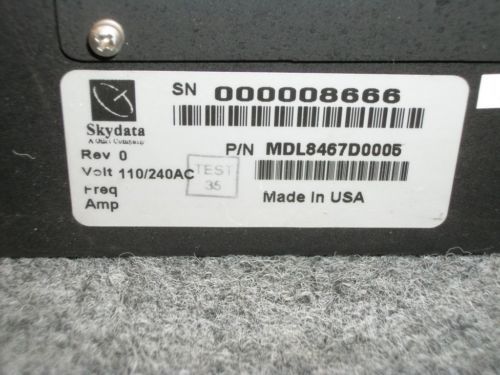 SN 000008666
Skydata
P/N MDL8467D0005
Rev 0
Volt 110/240AC
TEST
35
Freq
Amp
Made In USA